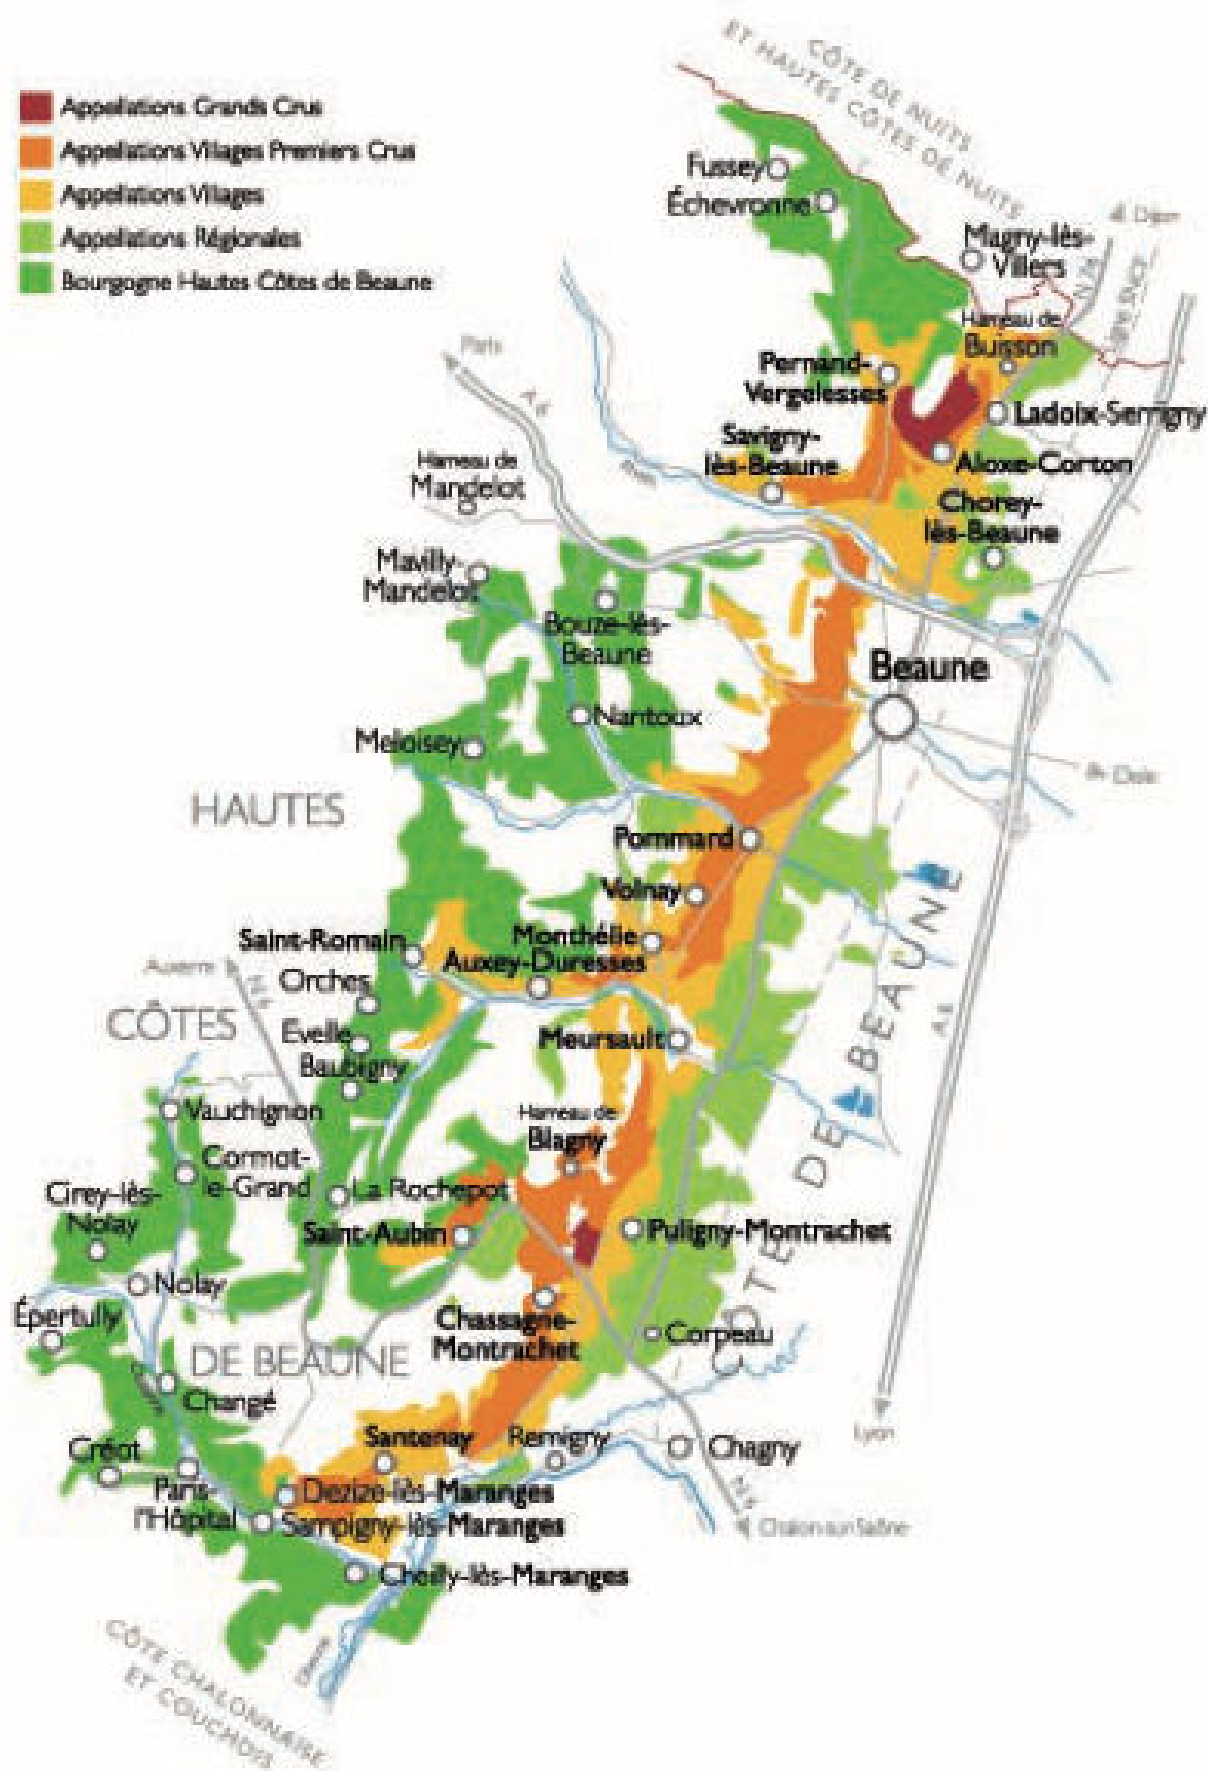 Appellations Grands Crus
Appellations Villages Premiers Crus
Appellations Villages
Appellations Régionales
Bourgogne Hautes Côtes de Beaune
CÔTE DE NUITS
ET HAUTES CÔTES DE NUITS
Fussey
Échevronne
Dijon
Magny-lès-
Villers
N 74
Hameau de
Buisson
Paris
A 6
Pernand-
Vergelesses
Ladoix-Serrigny
Savigny-
lès-Beaune
Aloxe-Corton
Hameau de
Mandelot
Chorey-
lès-Beaune
Mavilly-
Mandelot
Bouze-lès-
Beaune
Beaune
Nantoux
Meloisey
Dole
HAUTES
Pommard
Volnay
Saint-Romain
Monthélie
Auxey-Duresses
Auxerre
N 6
Orches
CÔTES
Evelle
Baubigny
Meursault
A 6
CÔTE DE BEAUNE
Vauchignon
Hameau de
Blagny
Cormot-
le-Grand
Cirey-lès-
Nolay
La Rochepot
Saint-Aubin
Puligny-Montrachet
Nolay
Épertully
Chassagne-
Montrachet
Corpeau
DE BEAUNE
Changé
Lyon
Créot
Santenay
Remigny
Chagny
Paris-
l'Hôpital
Dezize-lès-Maranges
Sampigny-lès-Maranges
N 6
Chalon-sur-Saône
Cheilly-lès-Maranges
CÔTE CHALONNAISE
ET COUCHOIS